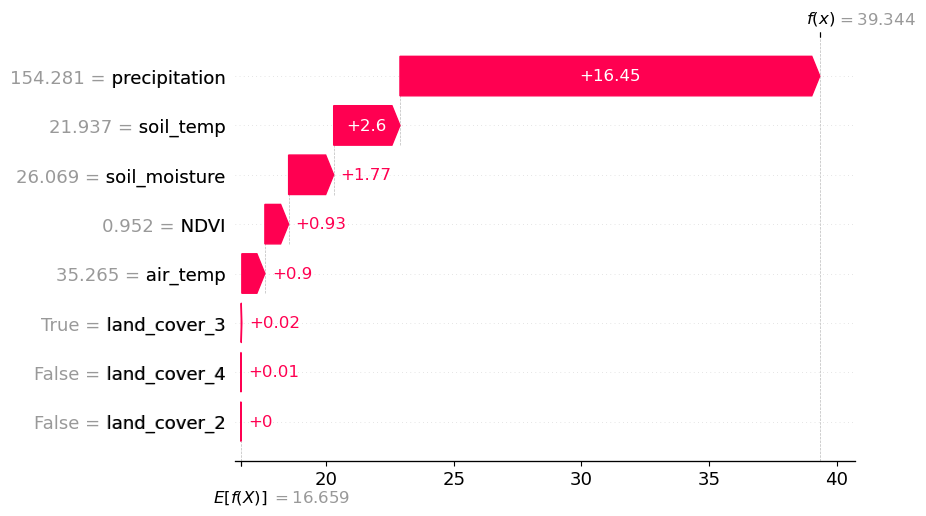 f(x) = 39.344
154.281 = precipitation +16.45
21.937 = soil_temp +2.6
26.069 = soil_moisture +1.77
0.952 = NDVI +0.93
35.265 = air_temp +0.9
True = land_cover_3 +0.02
False = land_cover_4 +0.01
False = land_cover_2 +0
20 25 30 35 40
E[f(X)] = 16.659